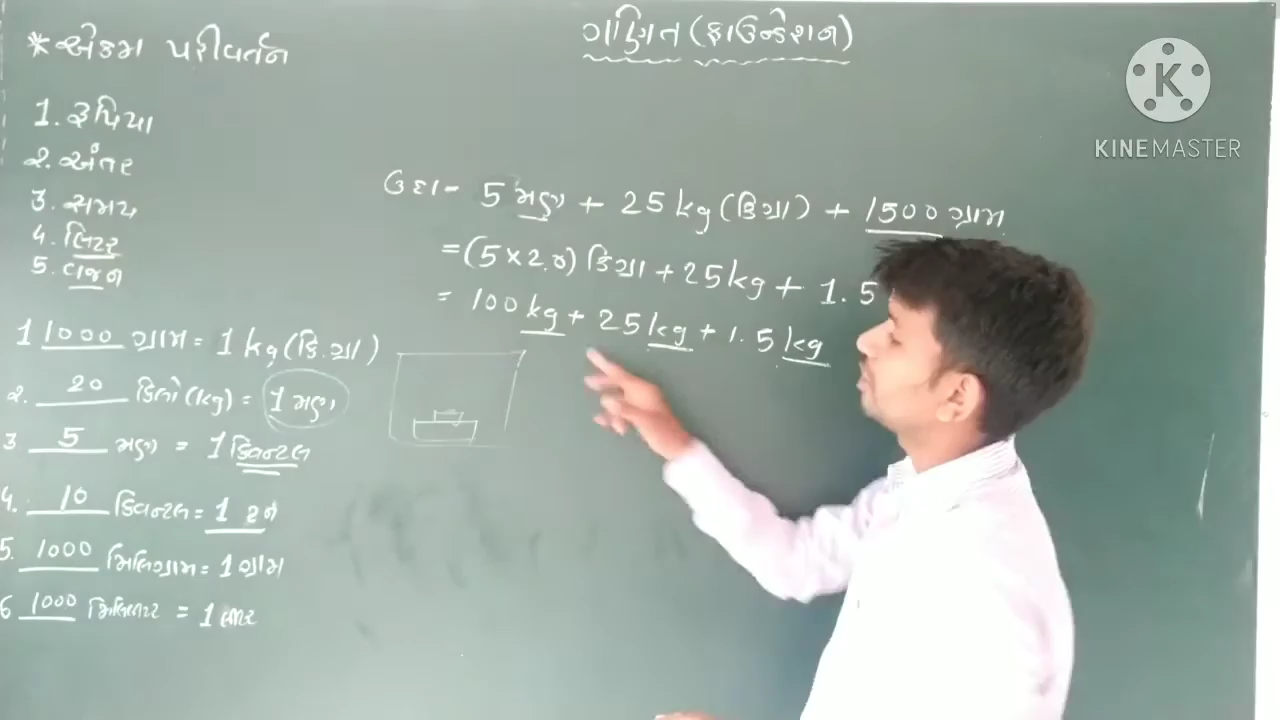 ગણિત (ફાઉન્ડેશન)
* એકમ પરીવર્તન
1. રૂપિયા
2. અંતર
3. સમય
4. લિટર
5. વજન
1 1000 ગ્રામ = 1 kg (કિ.ગ્રા)
2. 20 કિલો (kg) = 1 મણ
3 5 મણ = 1 ક્વિન્ટલ
4. 10 ક્વિન્ટલ = 1 ટન
5. 1000 મિલિગ્રામ = 1 ગ્રામ
6 1000 મિલિલીટર = 1 લીટર
ઉદા- 5 મણ + 25 kg (કિગ્રા) + 1500 ગ્રામ
= (5 × 20) કિગ્રા + 25 kg + 1.5
= 100 kg + 25 kg + 1.5 kg
KINEMASTER